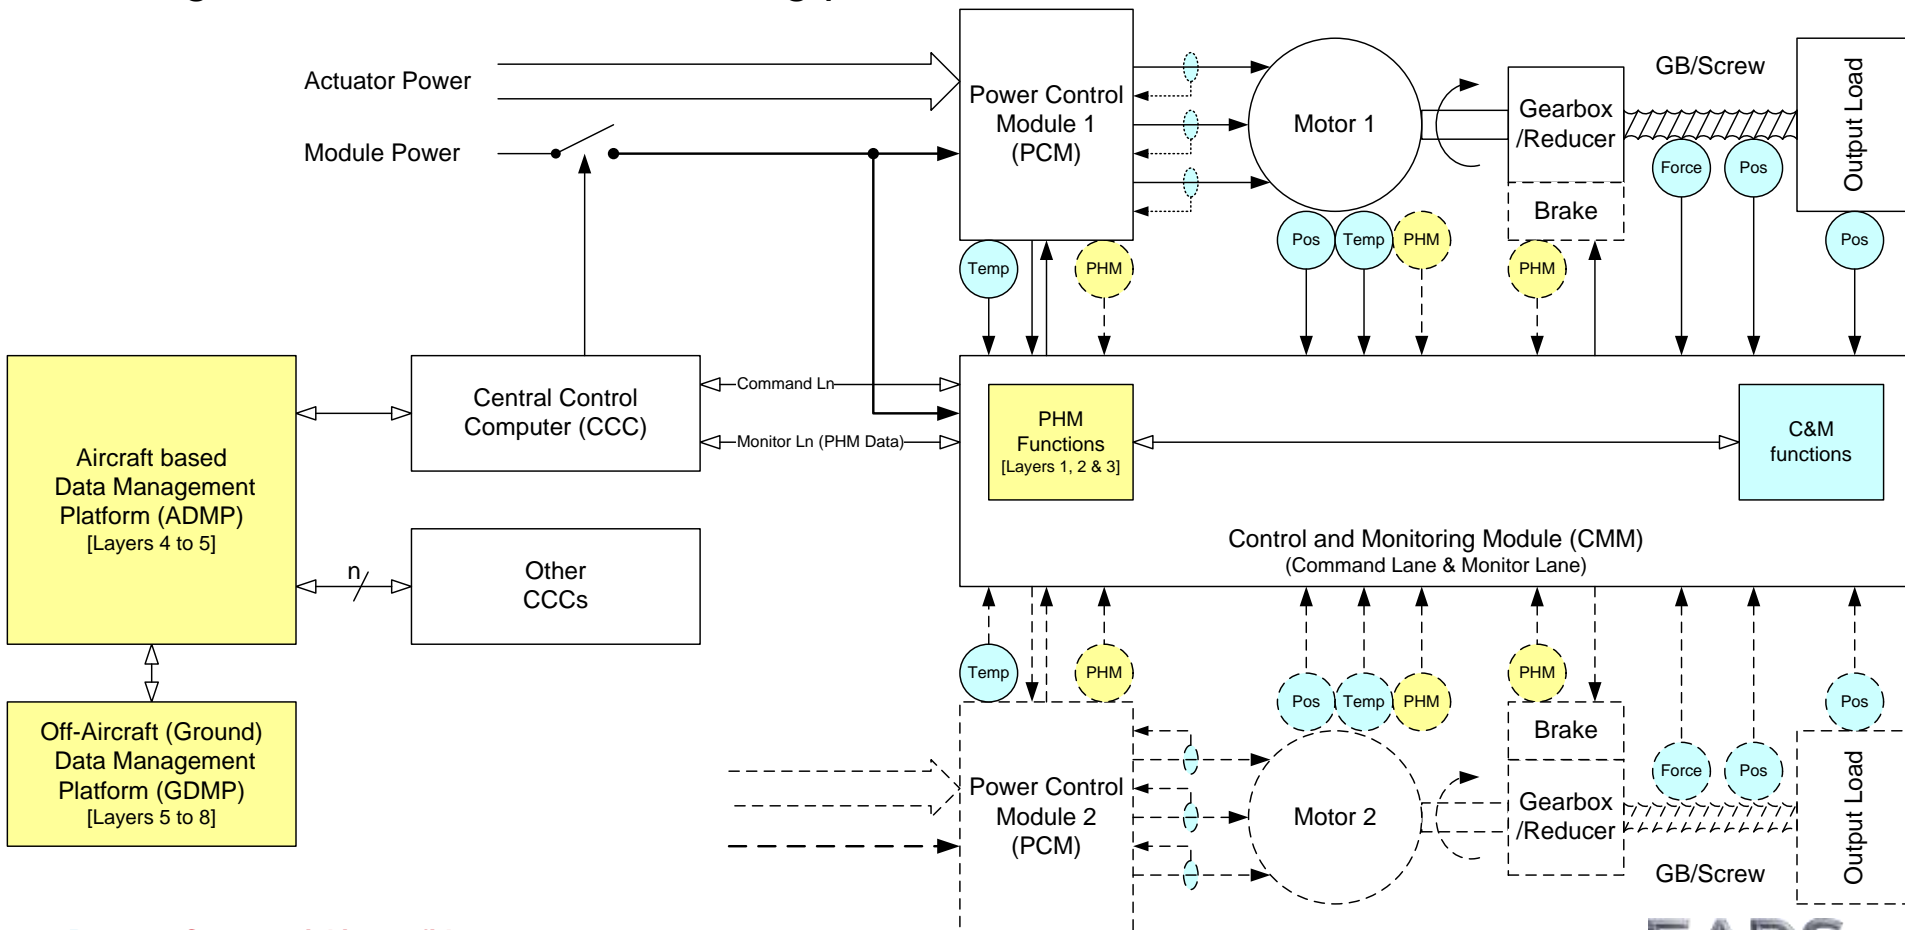 Actuator Power
Module Power
Power Control
Module 1
(PCM)
Motor 1
Gearbox
/Reducer
Brake
GB/Screw
Output Load
Force
Pos
Pos
Temp
PHM
Pos
Temp
PHM
PHM
Aircraft based
Data Management
Platform (ADMP)
[Layers 4 to 5]
Central Control
Computer (CCC)
Command Ln
Monitor Ln (PHM Data)
PHM
Functions
[Layers 1, 2 & 3]
C&M
functions
Control and Monitoring Module (CMM)
(Command Lane & Monitor Lane)
n
Other
CCCs
Off-Aircraft (Ground)
Data Management
Platform (GDMP)
[Layers 5 to 8]
Temp
PHM
Pos
Temp
PHM
PHM
Force
Pos
Pos
Power Control
Module 2
(PCM)
Motor 2
Brake
Gearbox
/Reducer
GB/Screw
Output Load
EADS